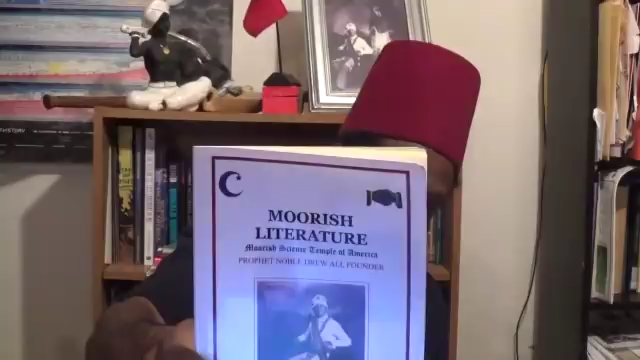 MOORISH
LITERATURE
Moorish Science Temple of America
PROPHET NOBLE DREW ALI, FOUNDER